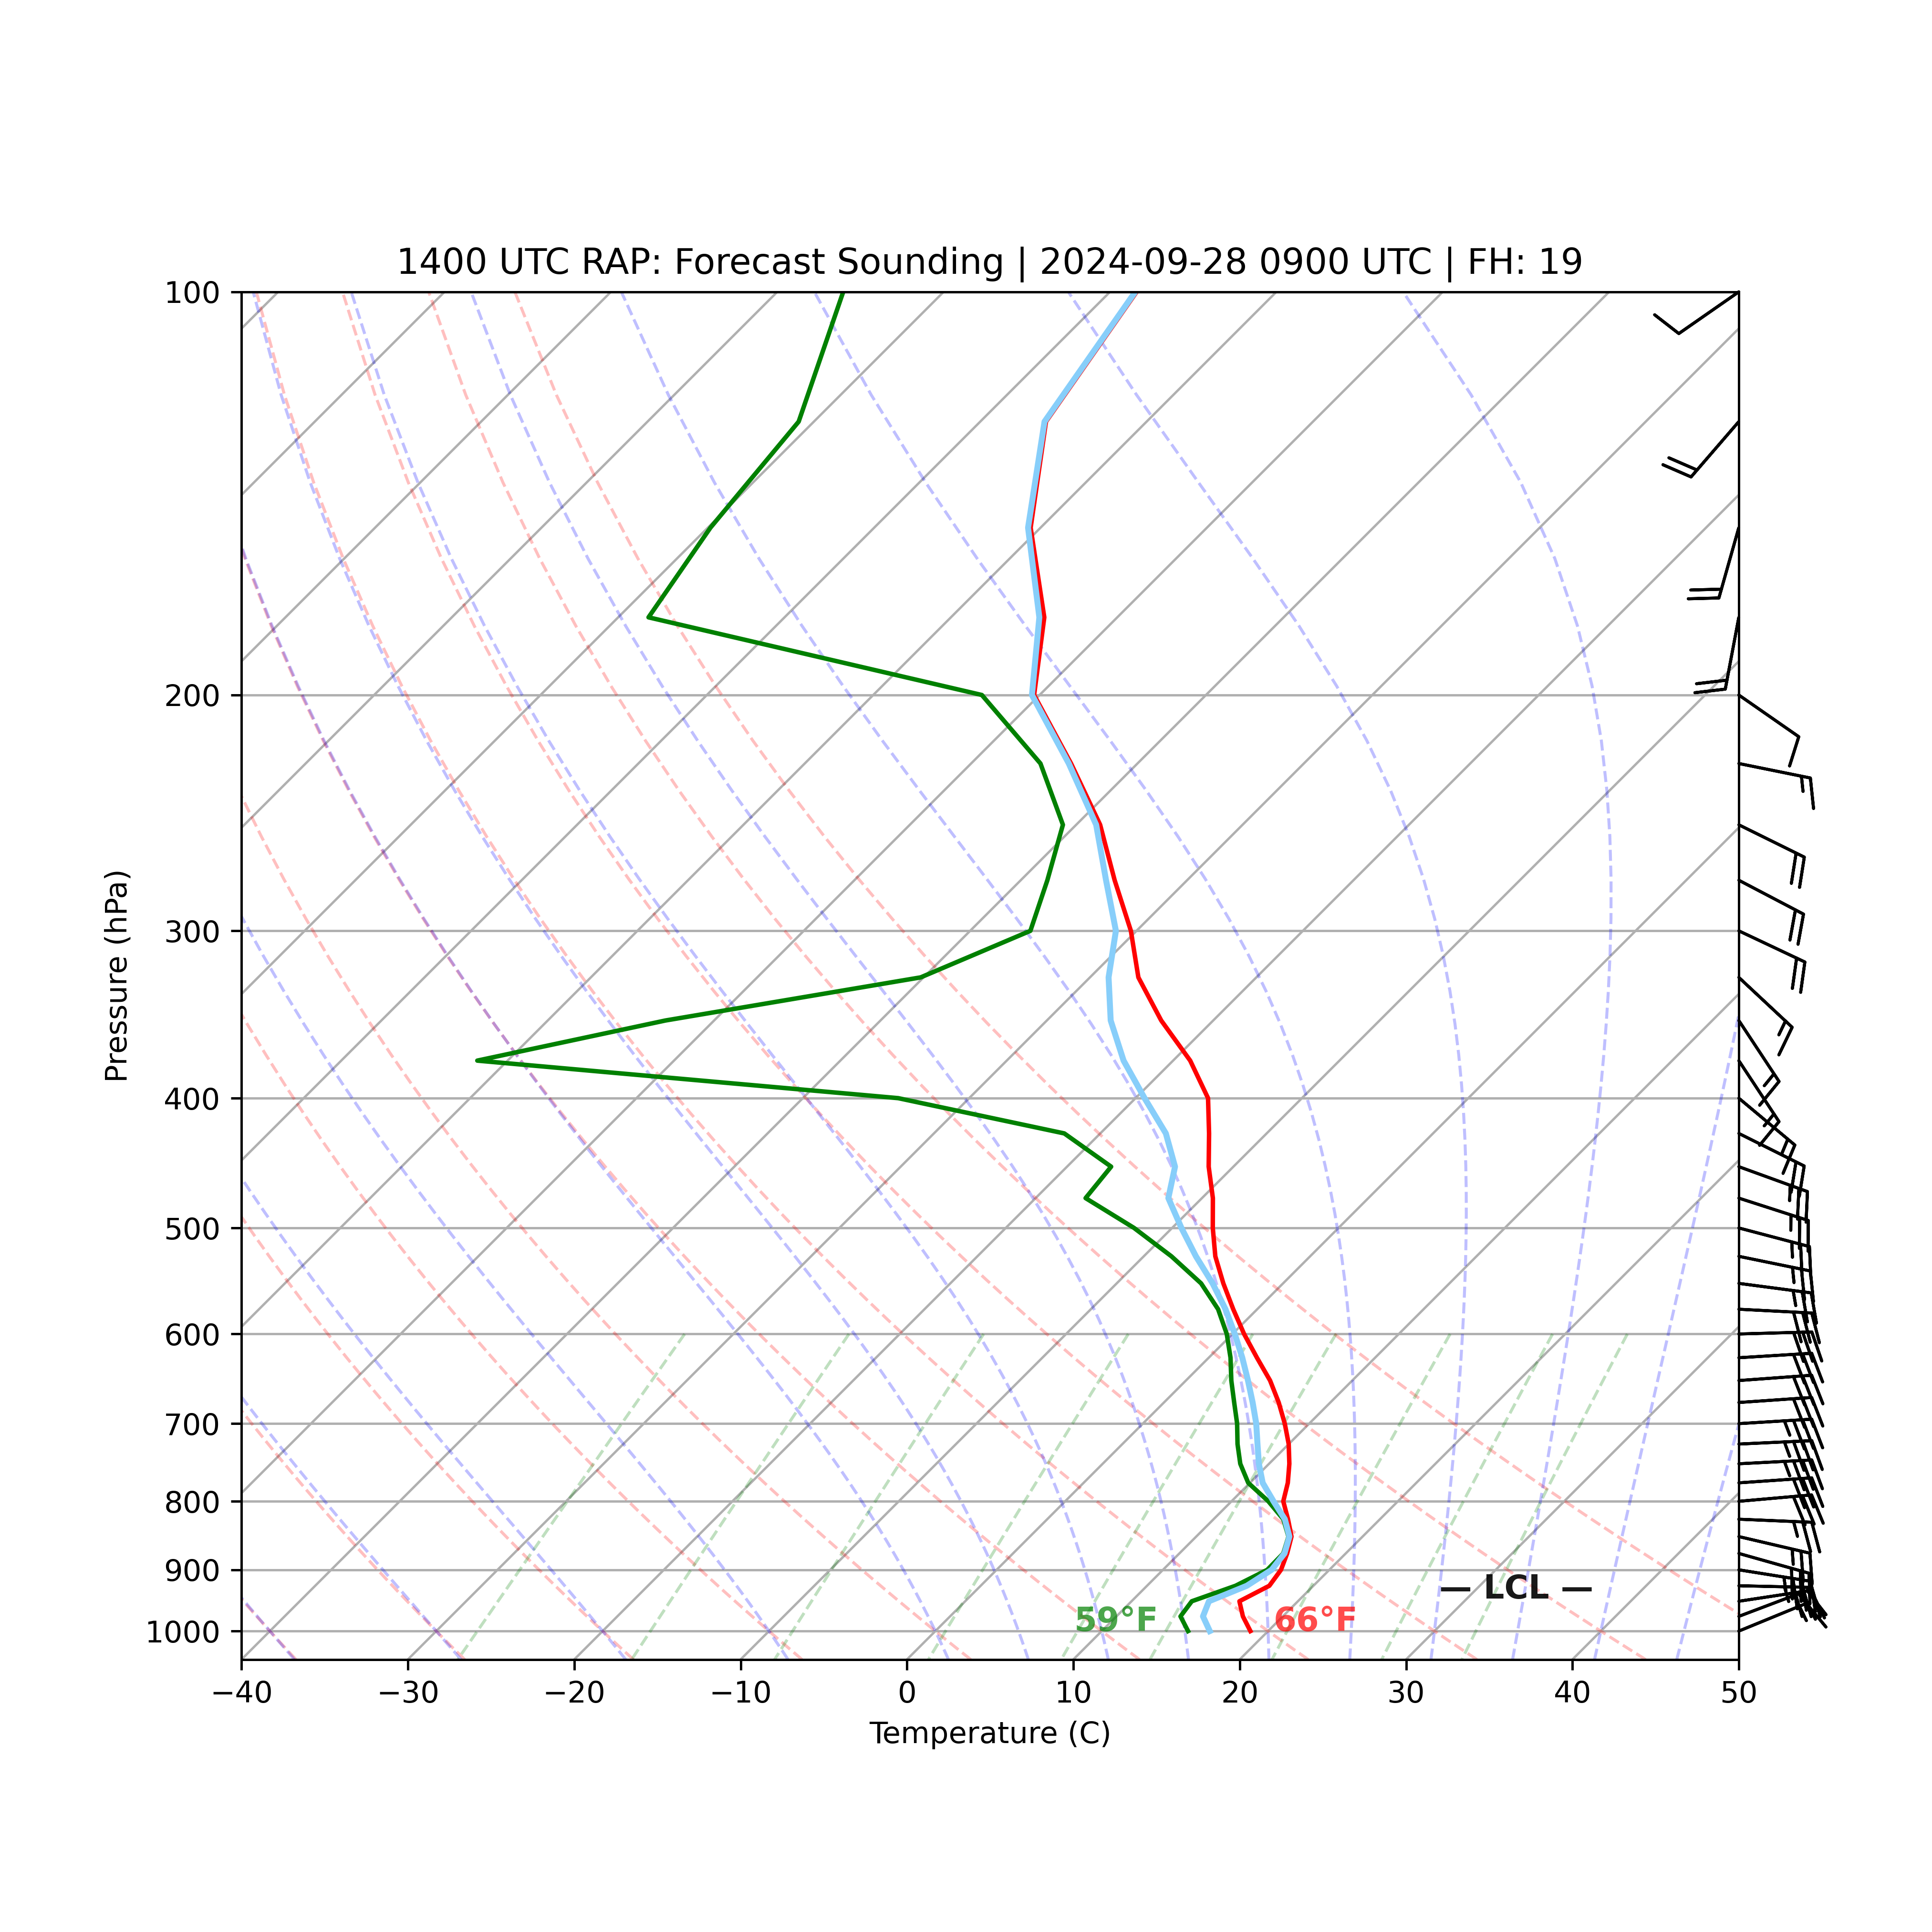 1400 UTC RAP: Forecast Sounding | 2024-09-28 0900 UTC | FH: 19
100
200
300
400
500
600
700
800
900
1000
Pressure (hPa)
— LCL —
59°F
66°F
−40 −30 −20 −10 0 10 20 30 40 50
Temperature (C)